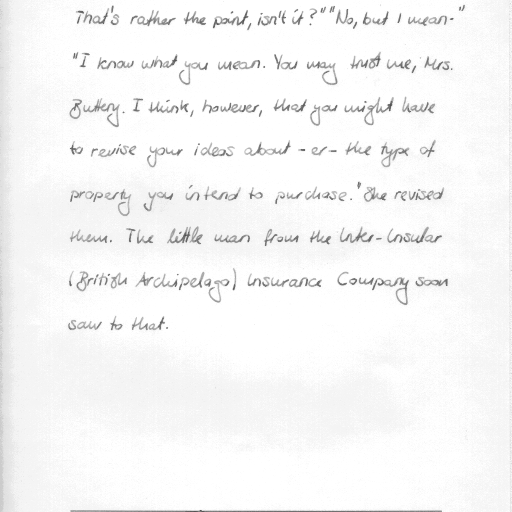 That's rather the point, isn't it?" "No, but I mean-"
"I know what you mean. You may trust me, Mrs.
Buttery. I think, however, that you might have
to revise your ideas about - er - the type of
property you intend to purchase." She revised
them. The little man from the Inter-Insular
(British Archipelago) Insurance Company soon
saw to that.